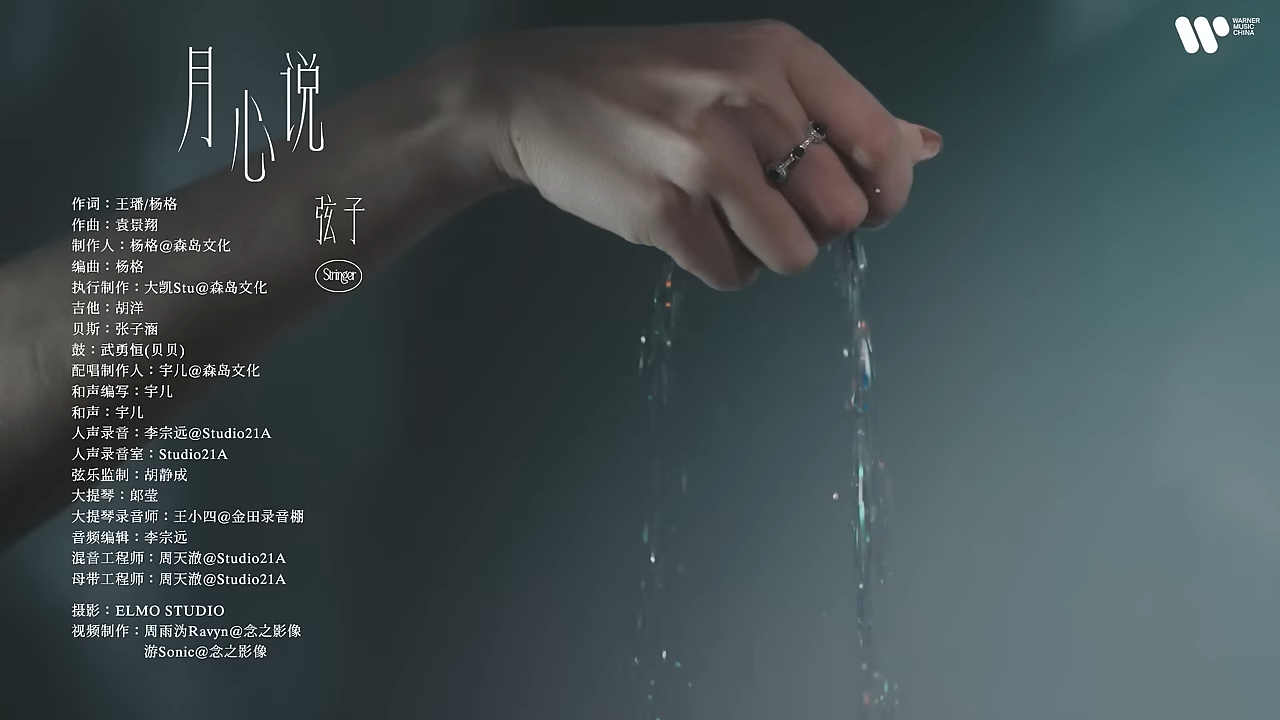 月心说
弦子
Stringer
作词：王璠/杨格
作曲：袁景翔
制作人：杨格@森岛文化
编曲：杨格
执行制作：大凯Stu@森岛文化
吉他：胡洋
贝斯：张子涵
鼓：武勇恒(贝贝)
配唱制作人：宇儿@森岛文化
和声编写：宇儿
和声：宇儿
人声录音：李宗远@Studio21A
人声录音室：Studio21A
弦乐监制：胡静成
大提琴：郎莹
大提琴录音师：王小四@金田录音棚
音频编辑：李宗远
混音工程师：周天澈@Studio21A
母带工程师：周天澈@Studio21A
摄影：ELMO STUDIO
视频制作：周雨沩Ravyn@念之影像
游Sonic@念之影像
WARNER
MUSIC
CHINA